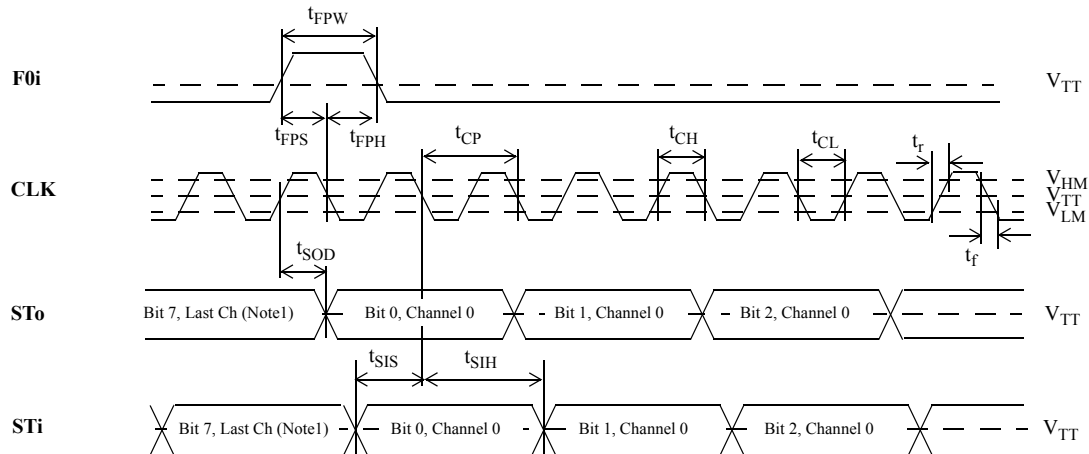 tFPW
F0i
VTT
tFPS
tFPH
tCP
tCH
tCL
tr
CLK
VHM
VTT
VLM
tSOD
tf
STo
Bit 7, Last Ch (Note1)
Bit 0, Channel 0
Bit 1, Channel 0
Bit 2, Channel 0
VTT
tSIS
tSIH
STi
Bit 7, Last Ch (Note1)
Bit 0, Channel 0
Bit 1, Channel 0
Bit 2, Channel 0
VTT